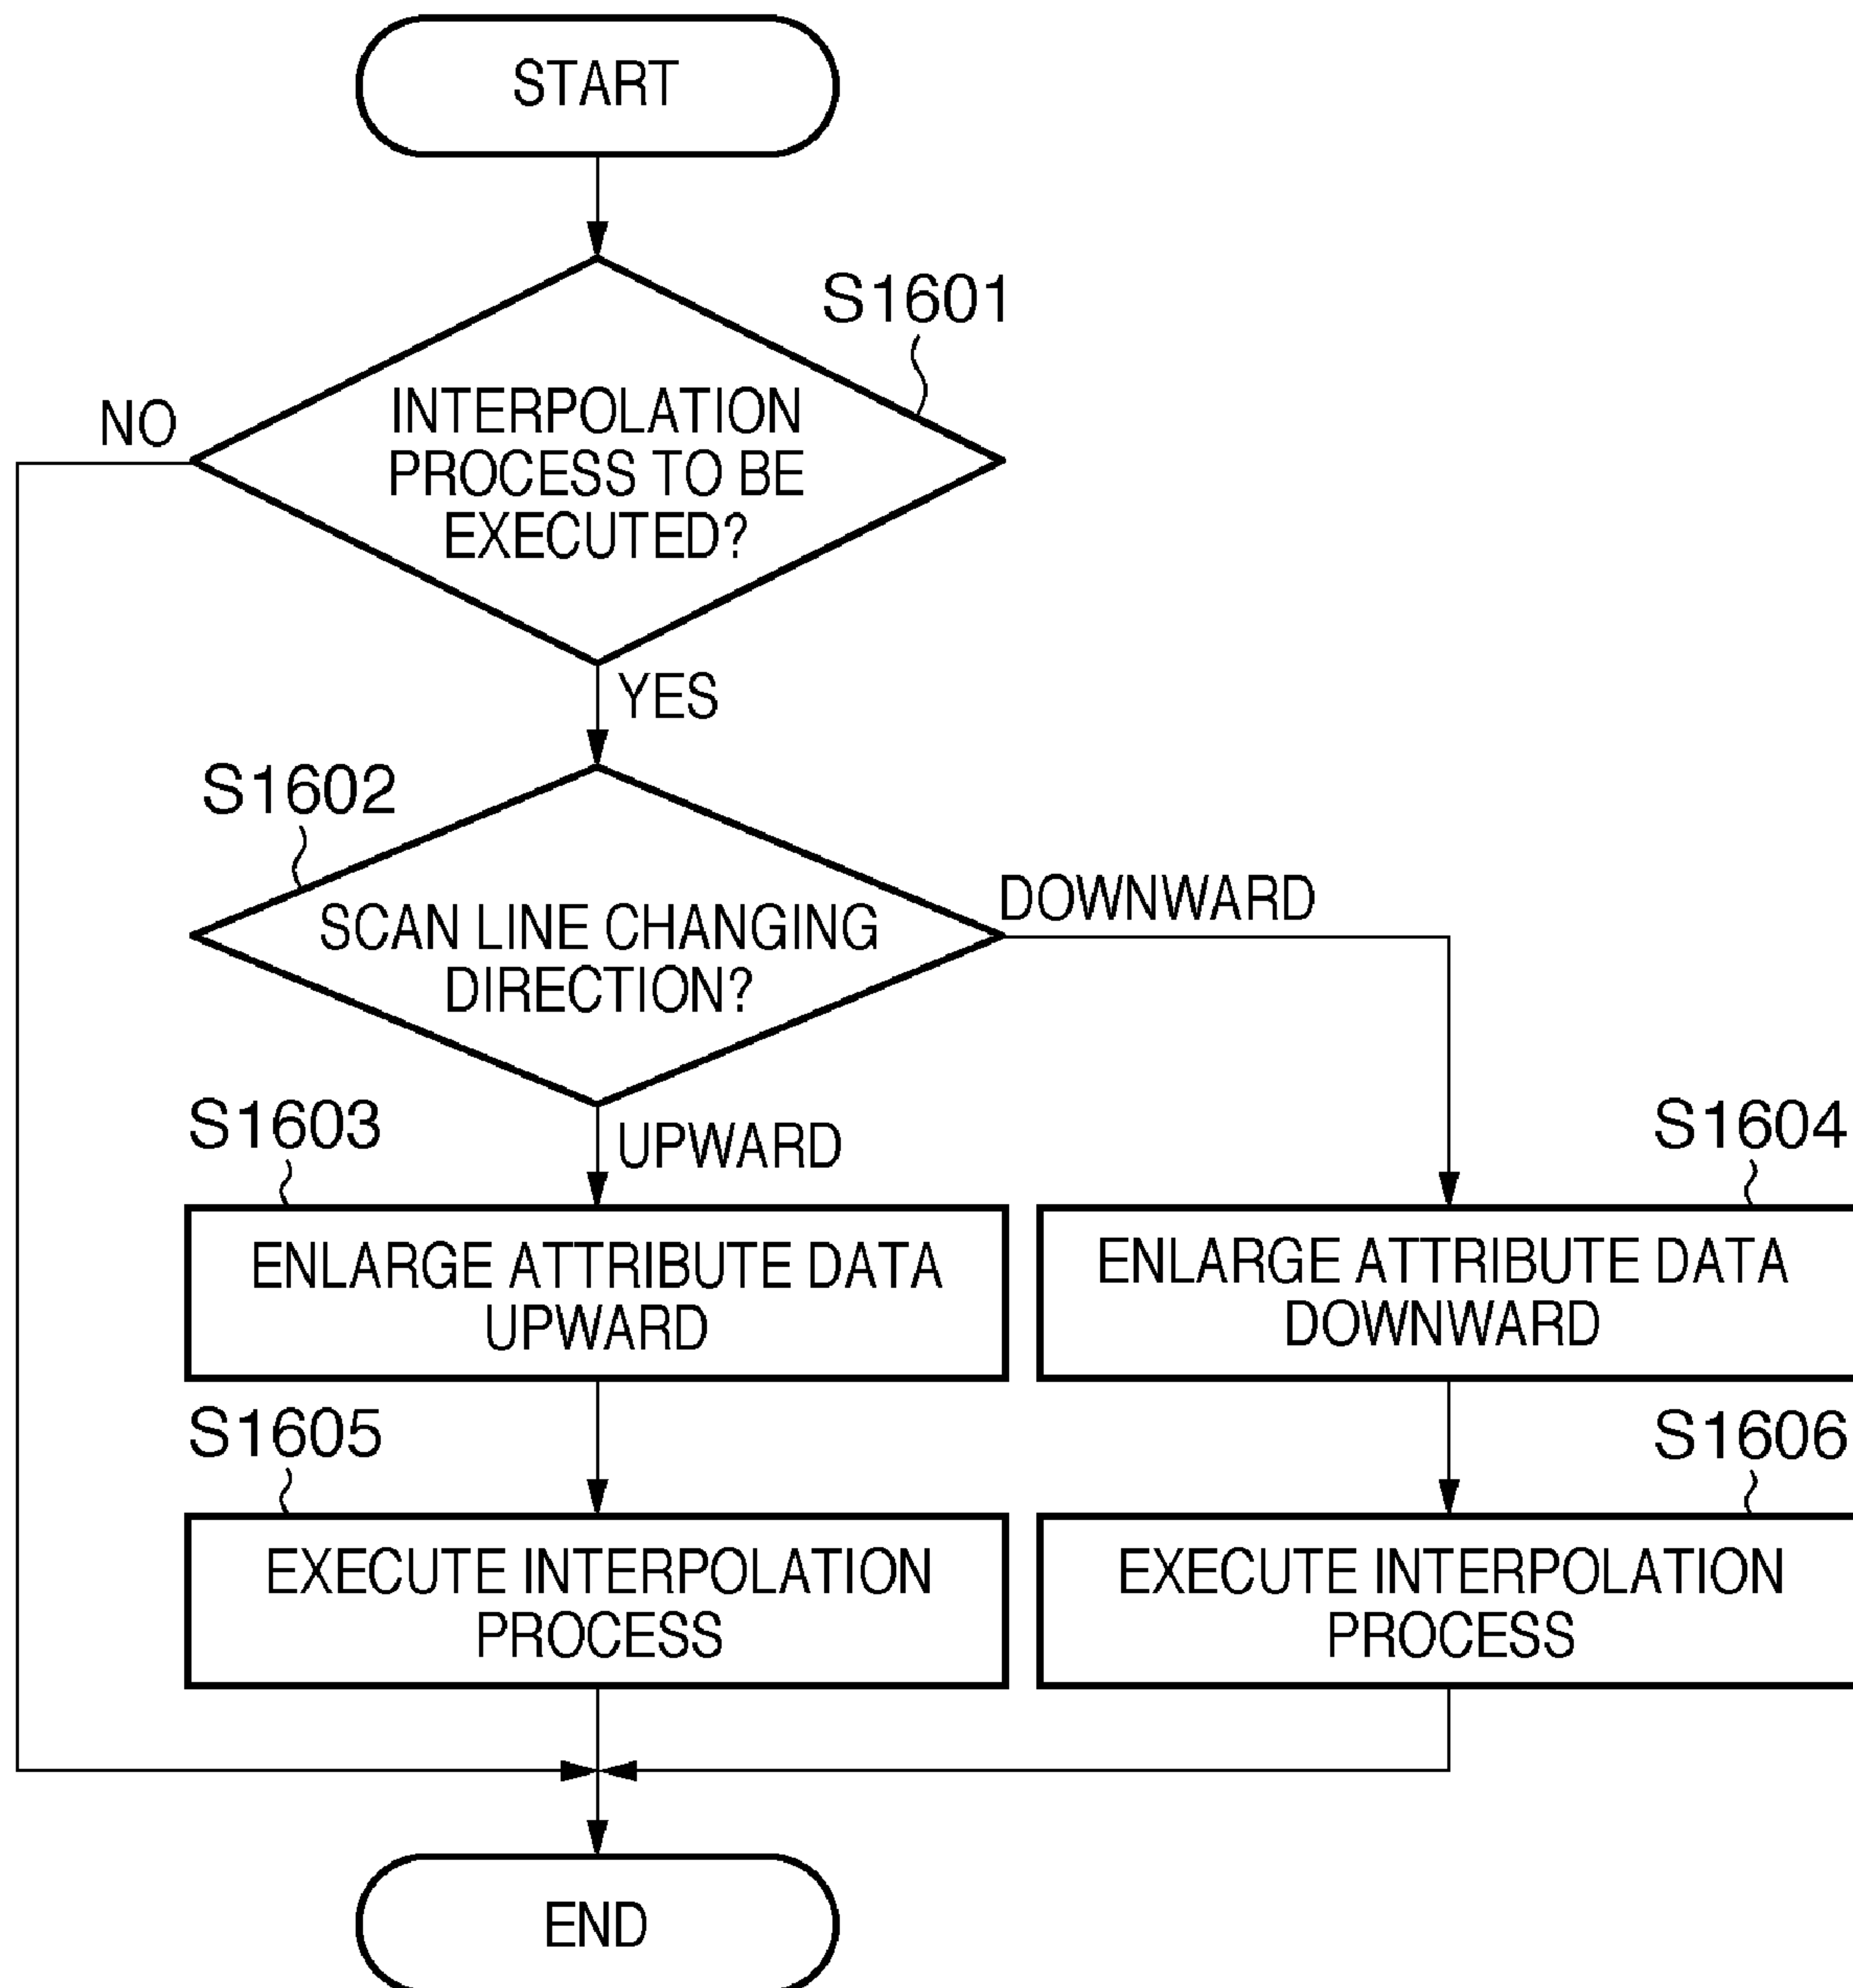 START
S1601
NO
INTERPOLATION
PROCESS TO BE
EXECUTED?
YES
S1602
DOWNWARD
SCAN LINE CHANGING
DIRECTION?
S1603
UPWARD
S1604
ENLARGE ATTRIBUTE DATA
UPWARD
ENLARGE ATTRIBUTE DATA
DOWNWARD
S1605
S1606
EXECUTE INTERPOLATION
PROCESS
EXECUTE INTERPOLATION
PROCESS
END